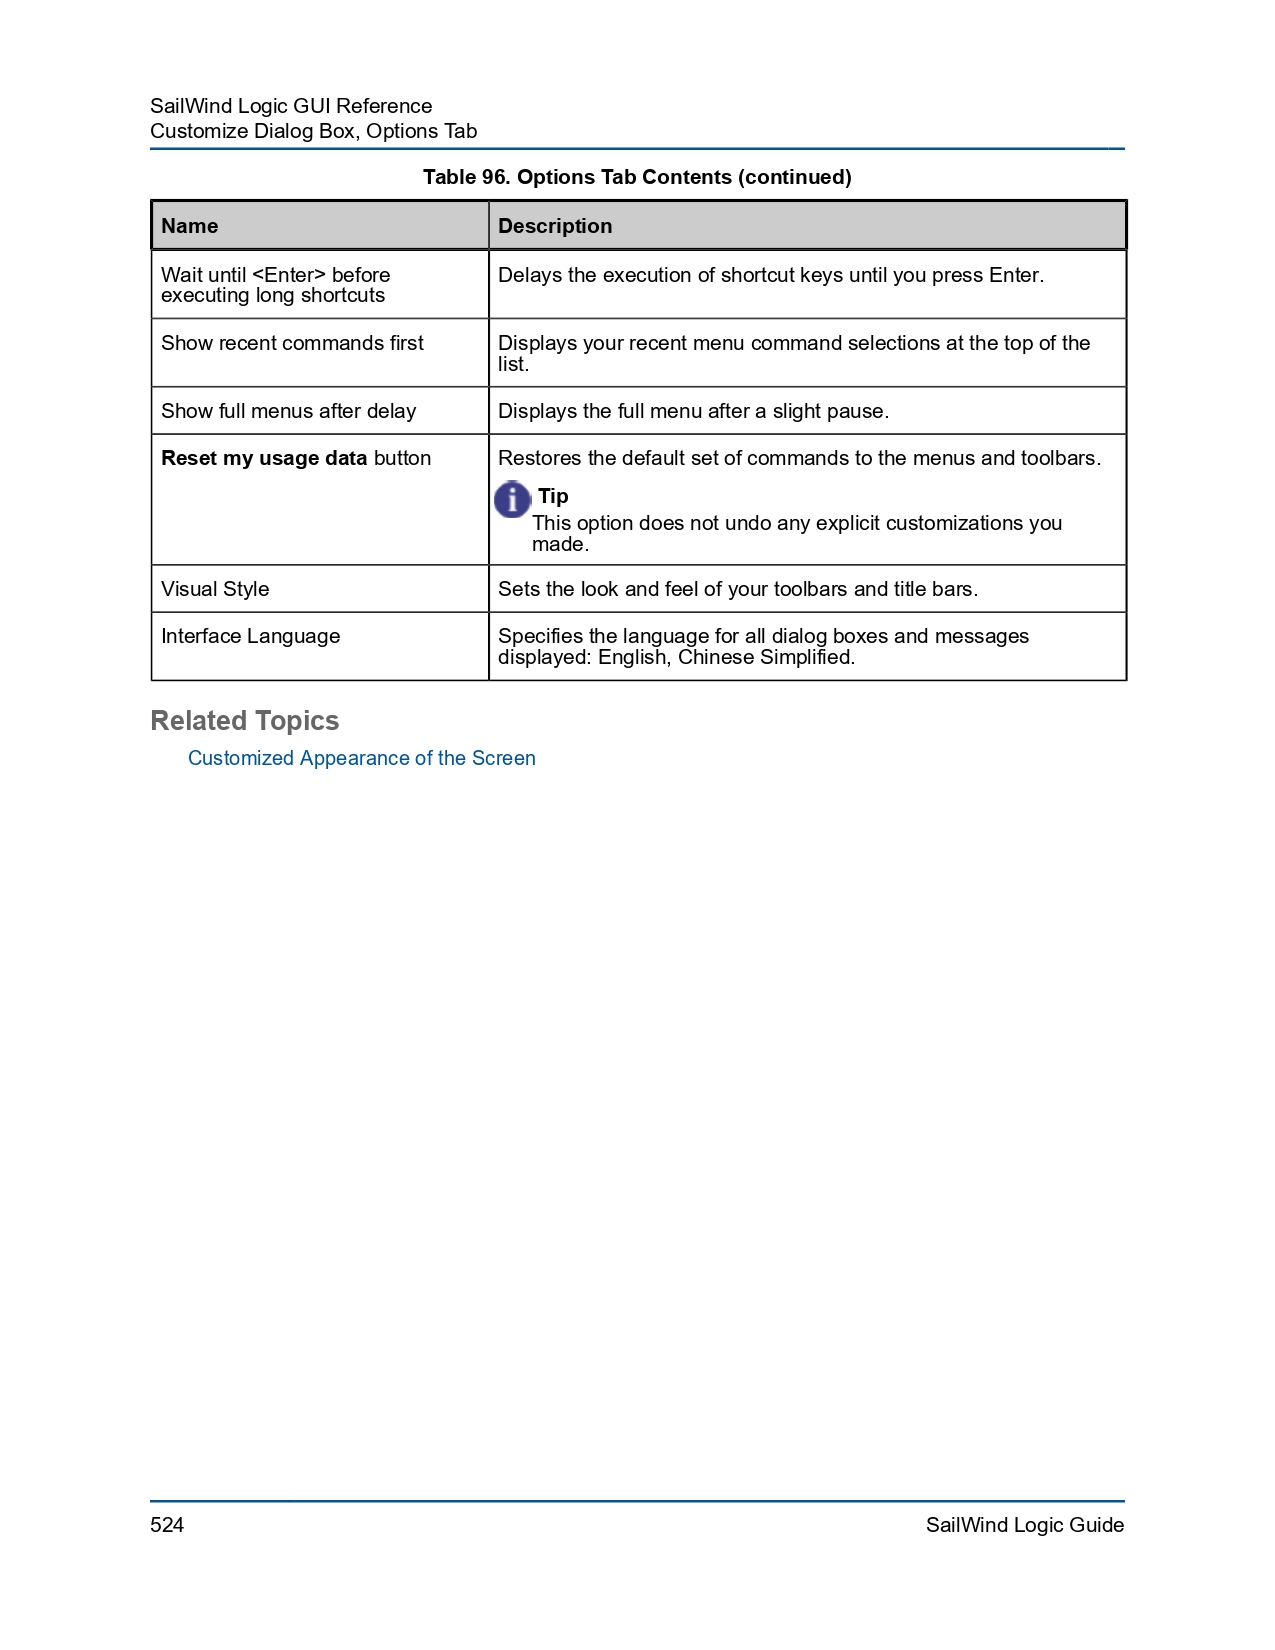 SailWind Logic GUI Reference
Customize Dialog Box, Options Tab
Table 96. Options Tab Contents (continued)
Name
Description
Wait until <Enter> before
executing long shortcuts
Delays the execution of shortcut keys until you press Enter.
Show recent commands first
Displays your recent menu command selections at the top of the
list.
Show full menus after delay
Displays the full menu after a slight pause.
Reset my usage data button
Restores the default set of commands to the menus and toolbars.
Tip
This option does not undo any explicit customizations you
made.
Visual Style
Sets the look and feel of your toolbars and title bars.
Interface Language
Specifies the language for all dialog boxes and messages
displayed: English, Chinese Simplified.
Related Topics
Customized Appearance of the Screen
524
SailWind Logic Guide